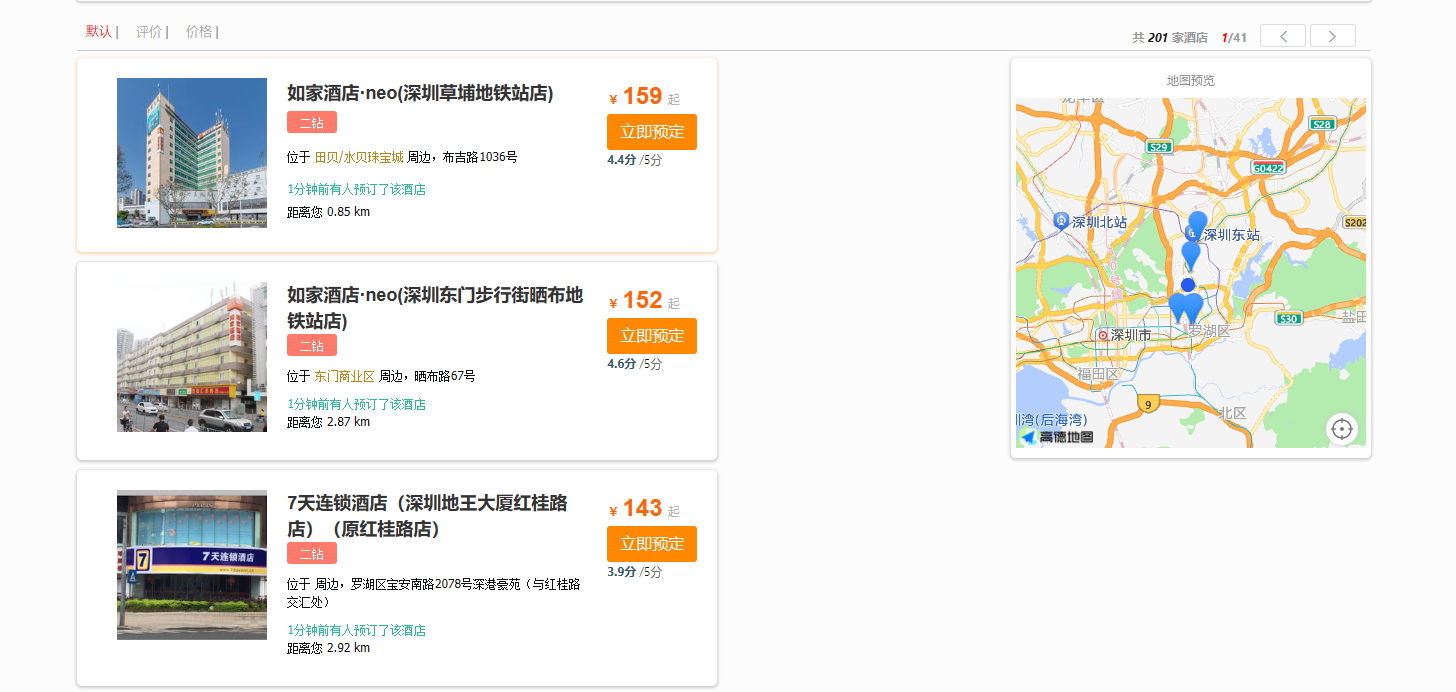 默认 |
评价 |
价格 |
共 201 家酒店 1/41
如家酒店·neo(深圳草埔地铁站店)
二钻
位于 田贝/水贝珠宝城 周边，布吉路1036号
1分钟前有人预订了该酒店
距离您 0.85 km
¥ 159 起
立即预定
4.4分 /5分
如家酒店·neo(深圳东门步行街晒布地
铁站店)
二钻
位于 东门商业区 周边，晒布路67号
1分钟前有人预订了该酒店
距离您 2.87 km
¥ 152 起
立即预定
4.6分 /5分
7天连锁酒店
7
7天连锁酒店（深圳地王大厦红桂路
店）（原红桂路店）
二钻
位于 周边，罗湖区宝安南路2078号深港豪苑（与红桂路
交汇处）
1分钟前有人预订了该酒店
距离您 2.92 km
¥ 143 起
立即预定
3.9分 /5分
地图预览
龙华区
S28
S29
G0422
S202
深圳北站
深圳东站
号线
S30
盐田
罗湖区
深圳市
福田区
9
北区
圳湾(后海湾)
高德地图